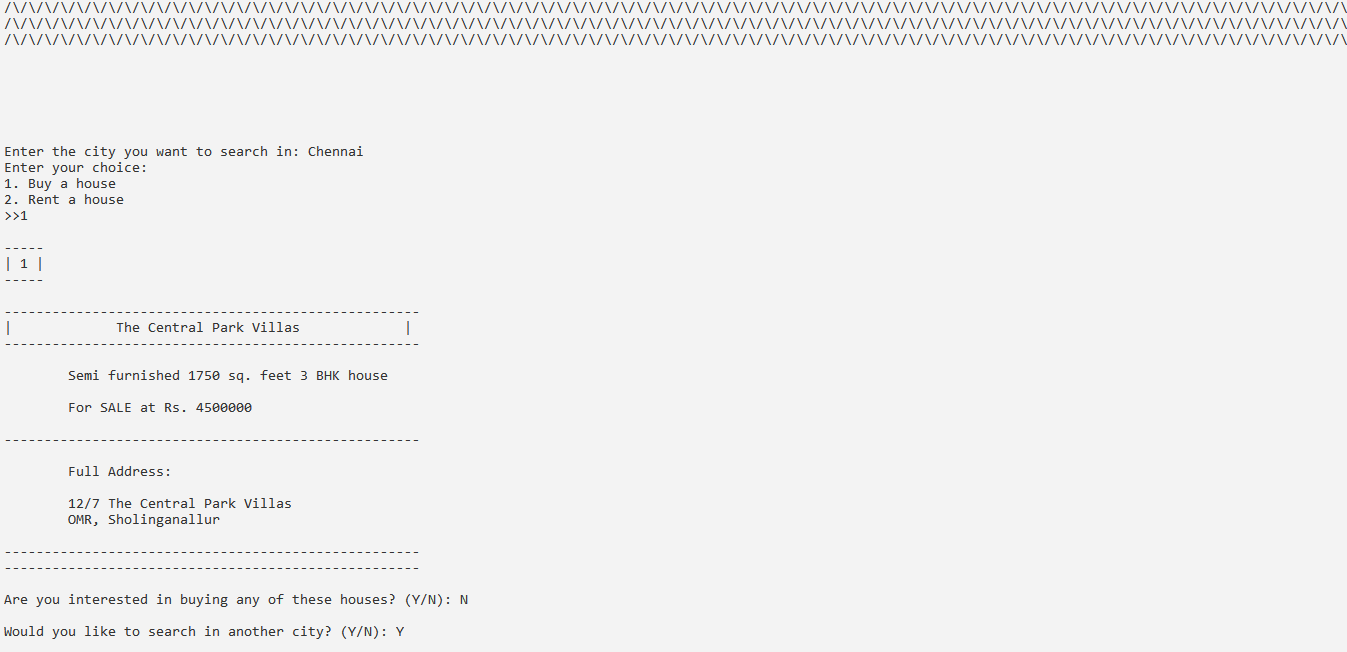 /\/\/\/\/\/\/\/\/\/\/\/\/\/\/\/\/\/\/\/\/\/\/\/\/\/\/\/\/\/\/\/\/\/\/\/\/\/\/\/\/\/\/\/\/\/\/\/\/\/\/\/\/\/\/\/\/\/\/\/\/\/\/\/\/\/\/\/\/\/\/\/\/\/\/\/\/\/\/\/\/\/\/\/\/
/\/\/\/\/\/\/\/\/\/\/\/\/\/\/\/\/\/\/\/\/\/\/\/\/\/\/\/\/\/\/\/\/\/\/\/\/\/\/\/\/\/\/\/\/\/\/\/\/\/\/\/\/\/\/\/\/\/\/\/\/\/\/\/\/\/\/\/\/\/\/\/\/\/\/\/\/\/\/\/\/\/\/\/\/
/\/\/\/\/\/\/\/\/\/\/\/\/\/\/\/\/\/\/\/\/\/\/\/\/\/\/\/\/\/\/\/\/\/\/\/\/\/\/\/\/\/\/\/\/\/\/\/\/\/\/\/\/\/\/\/\/\/\/\/\/\/\/\/\/\/\/\/\/\/\/\/\/\/\/\/\/\/\/\/\/\/\/\/\/
Enter the city you want to search in: Chennai
Enter your choice:
1. Buy a house
2. Rent a house
>>1
-----
| 1 |
-----
----------------------------------------------------
|             The Central Park Villas             |
----------------------------------------------------
Semi furnished 1750 sq. feet 3 BHK house
For SALE at Rs. 4500000
----------------------------------------------------
Full Address:
12/7 The Central Park Villas
OMR, Sholinganallur
----------------------------------------------------
----------------------------------------------------
Are you interested in buying any of these houses? (Y/N): N
Would you like to search in another city? (Y/N): Y